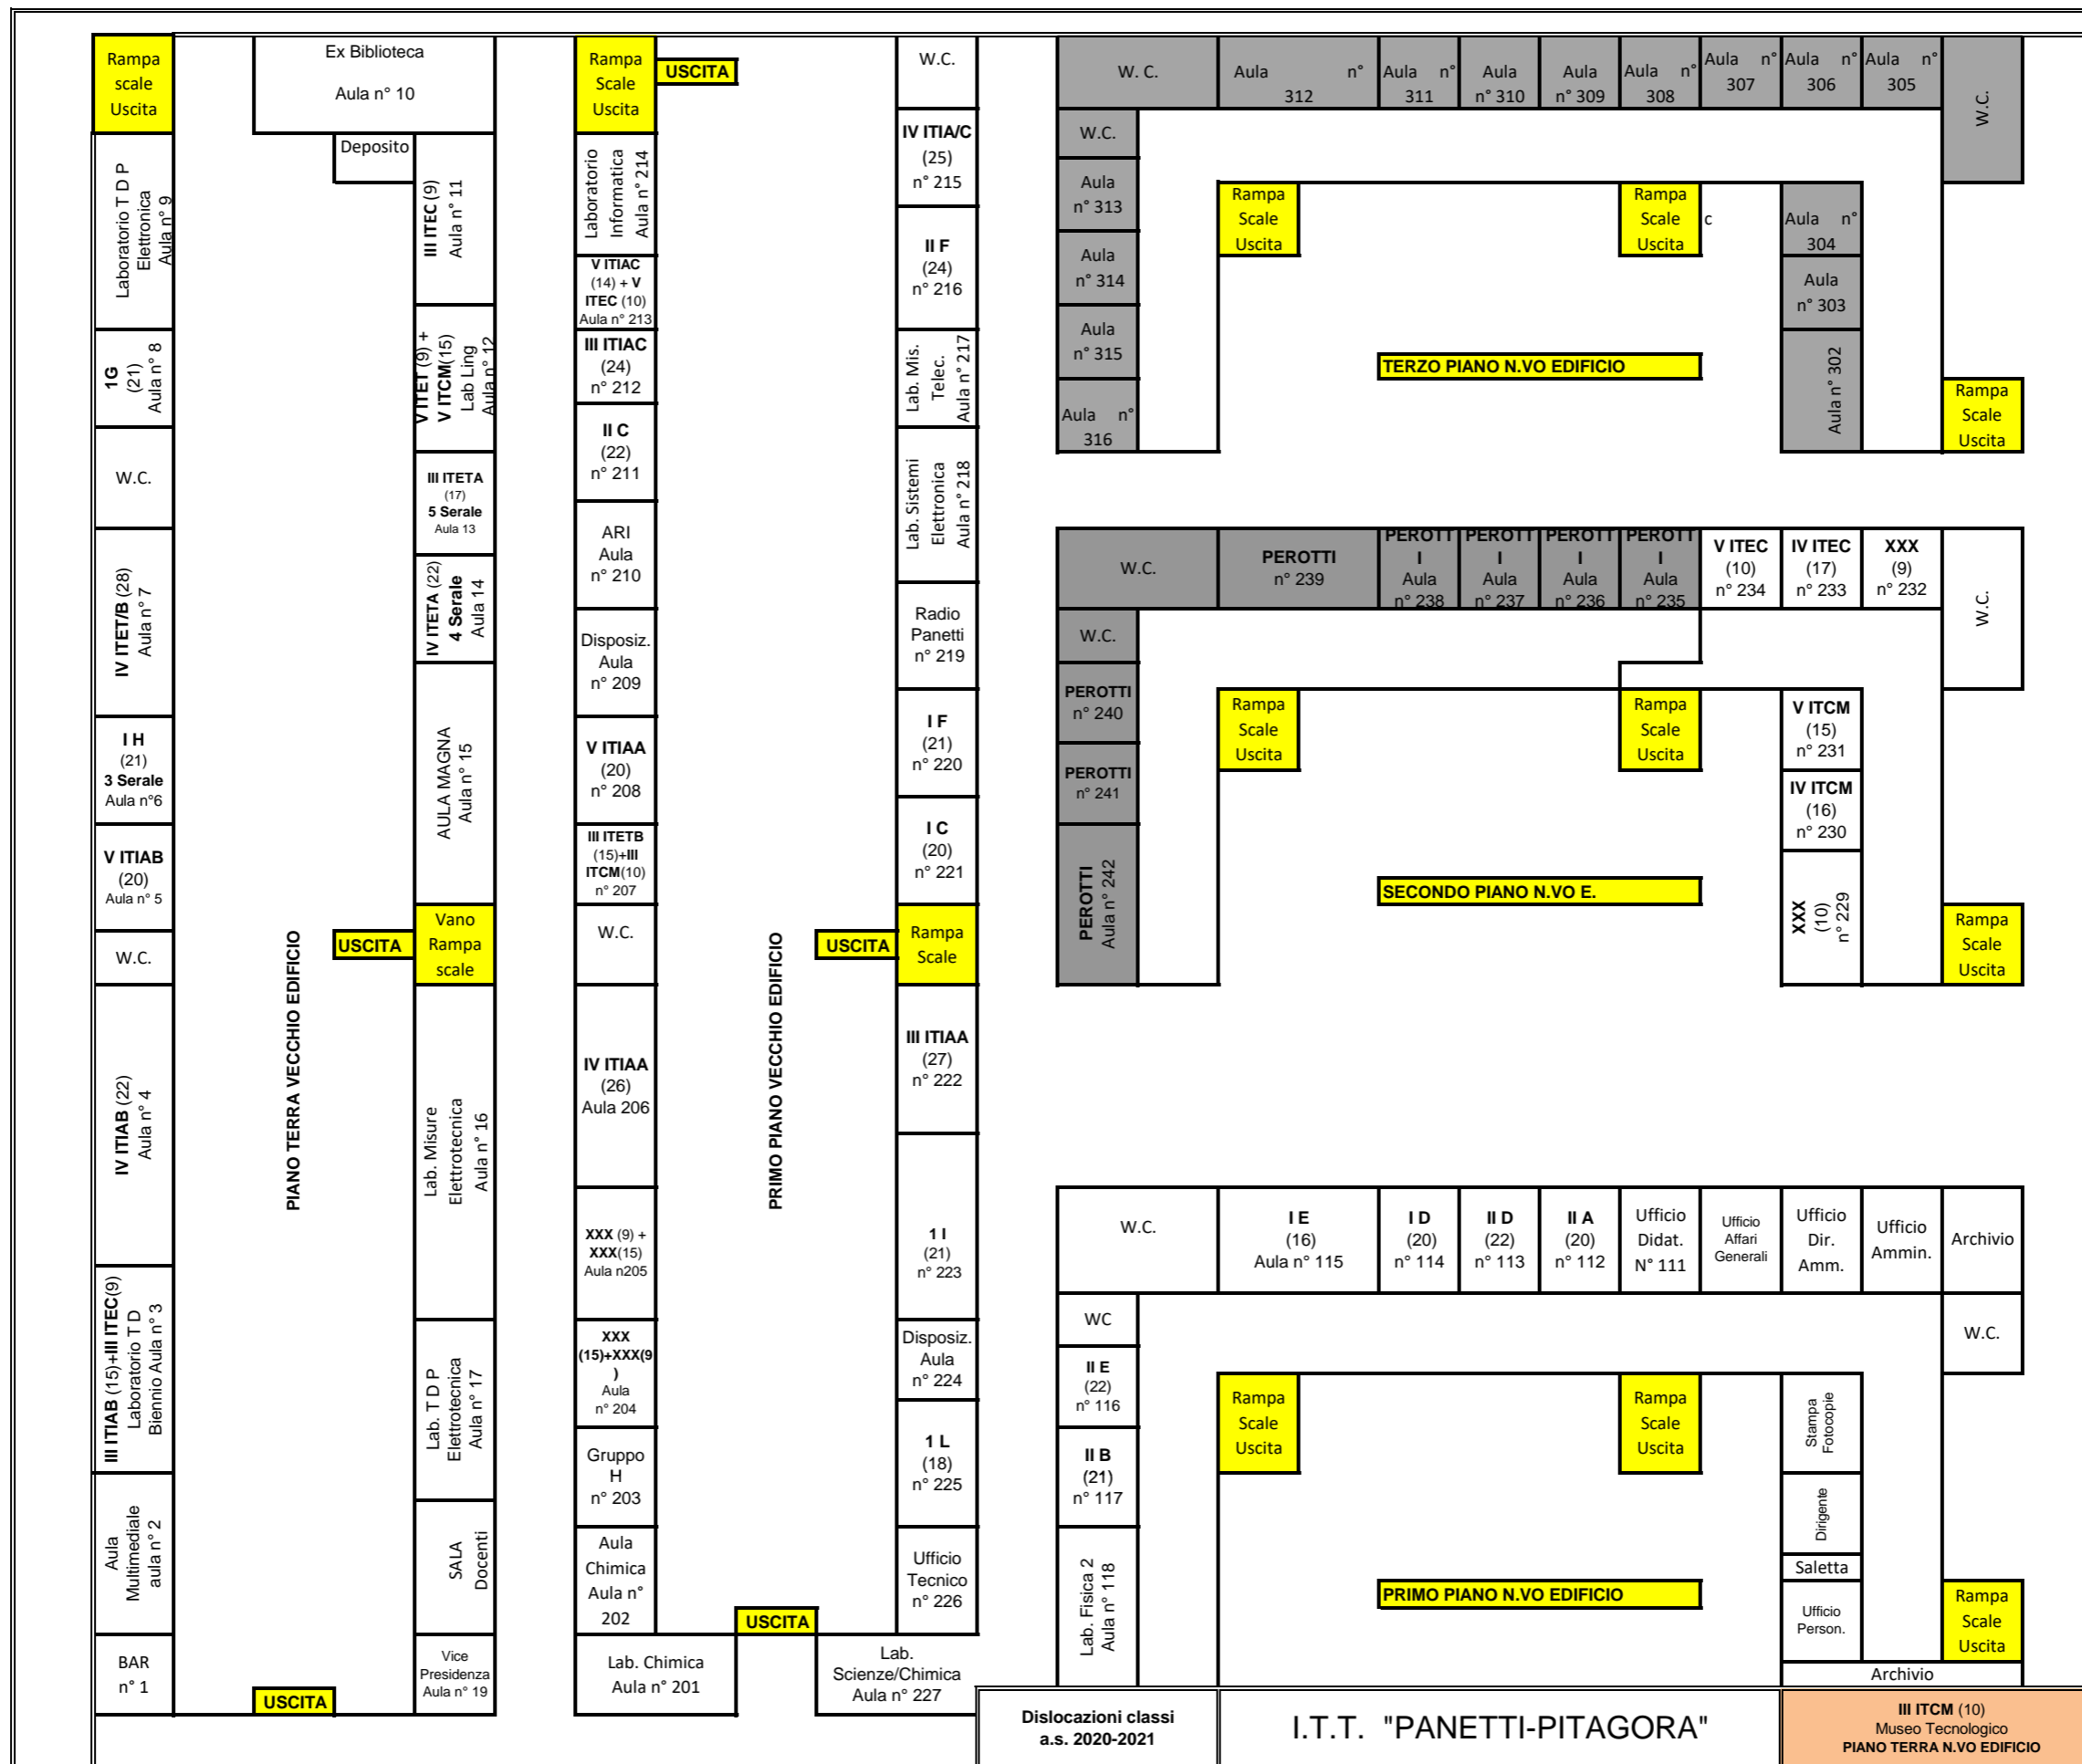 Rampa
scale
Uscita
Laboratorio T D P
Elettronica
Aula n° 9
1G
(21)
Aula n° 8
W.C.
IV ITET/B (28)
Aula n° 7
I H
(21)
3 Serale
Aula n°6
V ITIAB
(20)
Aula n° 5
W.C.
IV ITIAB (22)
Aula n° 4
III ITIAB (15)+III ITEC(9)
Laboratorio T D
Biennio Aula n° 3
Aula
Multimediale
aula n° 2
BAR
n° 1
PIANO TERRA VECCHIO EDIFICIO
USCITA
USCITA
Ex Biblioteca
Aula n° 10
Deposito
III ITEC (9)
Aula n° 11
V ITET (9) +
V ITCM(15)
Lab Ling
Aula n° 12
III ITETA
(17)
5 Serale
Aula 13
IV ITETA (22)
4 Serale
Aula 14
AULA MAGNA
Aula n° 15
Vano
Rampa
scale
Lab. Misure
Elettrotecnica
Aula n° 16
Lab. T D P
Elettrotecnica
Aula n° 17
SALA
Docenti
Vice
Presidenza
Aula n° 19
Rampa
Scale
Uscita
USCITA
Laboratorio
Informatica
Aula n° 214
V ITIAC
(14) + V
ITEC (10)
Aula n° 213
III ITIAC
(24)
n° 212
II C
(22)
n° 211
ARI
Aula
n° 210
Disposiz.
Aula
n° 209
V ITIAA
(20)
n° 208
III ITETB
(15)+III
ITCM(10)
n° 207
W.C.
IV ITIAA
(26)
Aula 206
XXX (9) +
XXX(15)
Aula n205
XXX
(15)+XXX(9
)
Aula
n° 204
Gruppo
H
n° 203
Aula
Chimica
Aula n°
202
Lab. Chimica
Aula n° 201
PRIMO PIANO VECCHIO EDIFICIO
USCITA
USCITA
W.C.
IV ITIA/C
(25)
n° 215
II F
(24)
n° 216
Lab. Mis.
Telec.
Aula n° 217
Lab. Sistemi
Elettronica
Aula n° 218
Radio
Panetti
n° 219
I F
(21)
n° 220
I C
(20)
n° 221
Rampa
Scale
III ITIAA
(27)
n° 222
1 I
(21)
n° 223
Disposiz.
Aula
n° 224
1 L
(18)
n° 225
Ufficio
Tecnico
n° 226
Lab.
Scienze/Chimica
Aula n° 227
W. C.
Aula n°
312
Aula n°
311
Aula
n° 310
Aula
n° 309
Aula n°
308
Aula n°
307
Aula n°
306
Aula n°
305
W.C.
W.C.
Aula
n° 313
Aula
n° 314
Aula
n° 315
Aula n°
316
Rampa
Scale
Uscita
Rampa
Scale
Uscita
c
Aula n°
304
Aula
n° 303
Aula n° 302
TERZO PIANO N.VO EDIFICIO
Rampa
Scale
Uscita
W.C.
PEROTTI
n° 239
PEROTT
I
Aula
n° 238
PEROTT
I
Aula
n° 237
PEROTT
I
Aula
n° 236
PEROTT
I
Aula
n° 235
V ITEC
(10)
n° 234
IV ITEC
(17)
n° 233
XXX
(9)
n° 232
W.C.
W.C.
PEROTTI
n° 240
PEROTTI
n° 241
PEROTTI
Aula n° 242
Rampa
Scale
Uscita
Rampa
Scale
Uscita
V ITCM
(15)
n° 231
IV ITCM
(16)
n° 230
XXX
(10)
n° 229
SECONDO PIANO N.VO E.
Rampa
Scale
Uscita
W.C.
I E
(16)
Aula n° 115
I D
(20)
n° 114
II D
(22)
n° 113
II A
(20)
n° 112
Ufficio
Didat.
N° 111
Ufficio
Affari
Generali
Ufficio
Dir.
Amm.
Ufficio
Ammin.
Archivio
WC
W.C.
II E
(22)
n° 116
II B
(21)
n° 117
Lab. Fisica 2
Aula n° 118
Rampa
Scale
Uscita
Rampa
Scale
Uscita
Stampa
Fotocopie
Dirigente
Saletta
Ufficio
Person.
PRIMO PIANO N.VO EDIFICIO
Rampa
Scale
Uscita
Archivio
Dislocazioni classi
a.s. 2020-2021
I.T.T. "PANETTI-PITAGORA"
III ITCM (10)
Museo Tecnologico
PIANO TERRA N.VO EDIFICIO